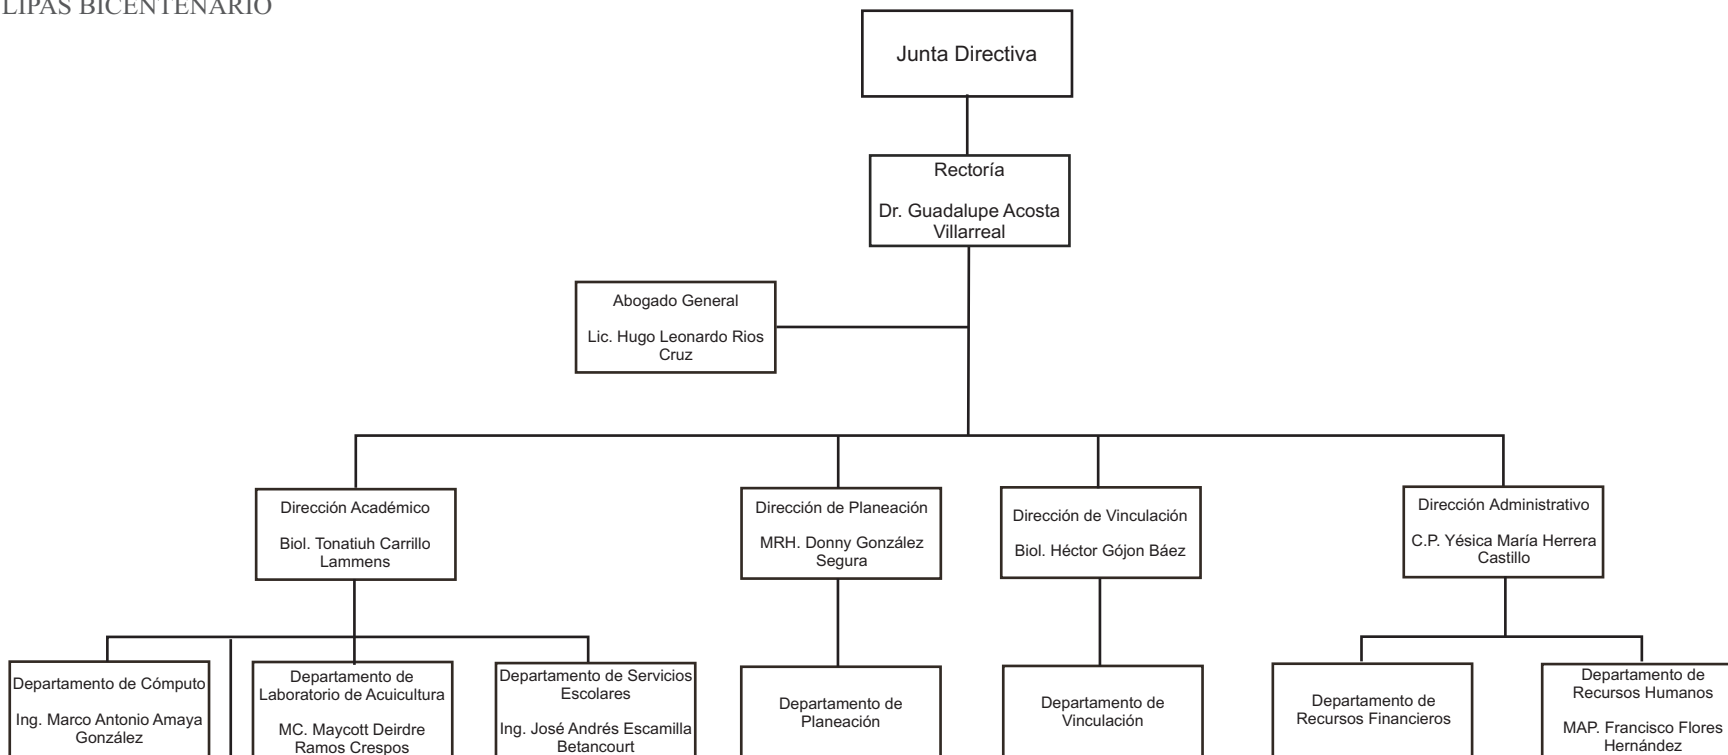 LIPAS BICENTENARIO
Junta Directiva
Rectoría
Dr. Guadalupe Acosta
Villarreal
Abogado General
Lic. Hugo Leonardo Rios
Cruz
Dirección Académico
Biol. Tonatiuh Carrillo
Lammens
Dirección de Planeación
MRH. Donny González
Segura
Dirección de Vinculación
Biol. Héctor Gójon Báez
Dirección Administrativo
C.P. Yésica María Herrera
Castillo
Departamento de Cómputo
Ing. Marco Antonio Amaya
González
Departamento de
Laboratorio de Acuicultura
MC. Maycott Deirdre
Ramos Crespos
Departamento de Servicios
Escolares
Ing. José Andrés Escamilla
Betancourt
Departamento de
Planeación
Departamento de
Vinculación
Departamento de
Recursos Financieros
Departamento de
Recursos Humanos
MAP. Francisco Flores
Hernández